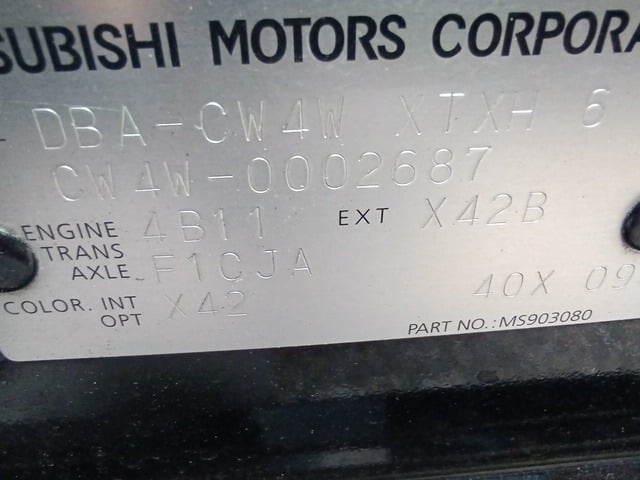 SUBISHI MOTORS CORPORA
DBA-CW4W XTXH 6
CW4W-0002687
ENGINE 4B11 EXT X42B
TRANS
AXLE F1CJA
COLOR. INT X42
OPT 40X 09
PART NO.:MS903080